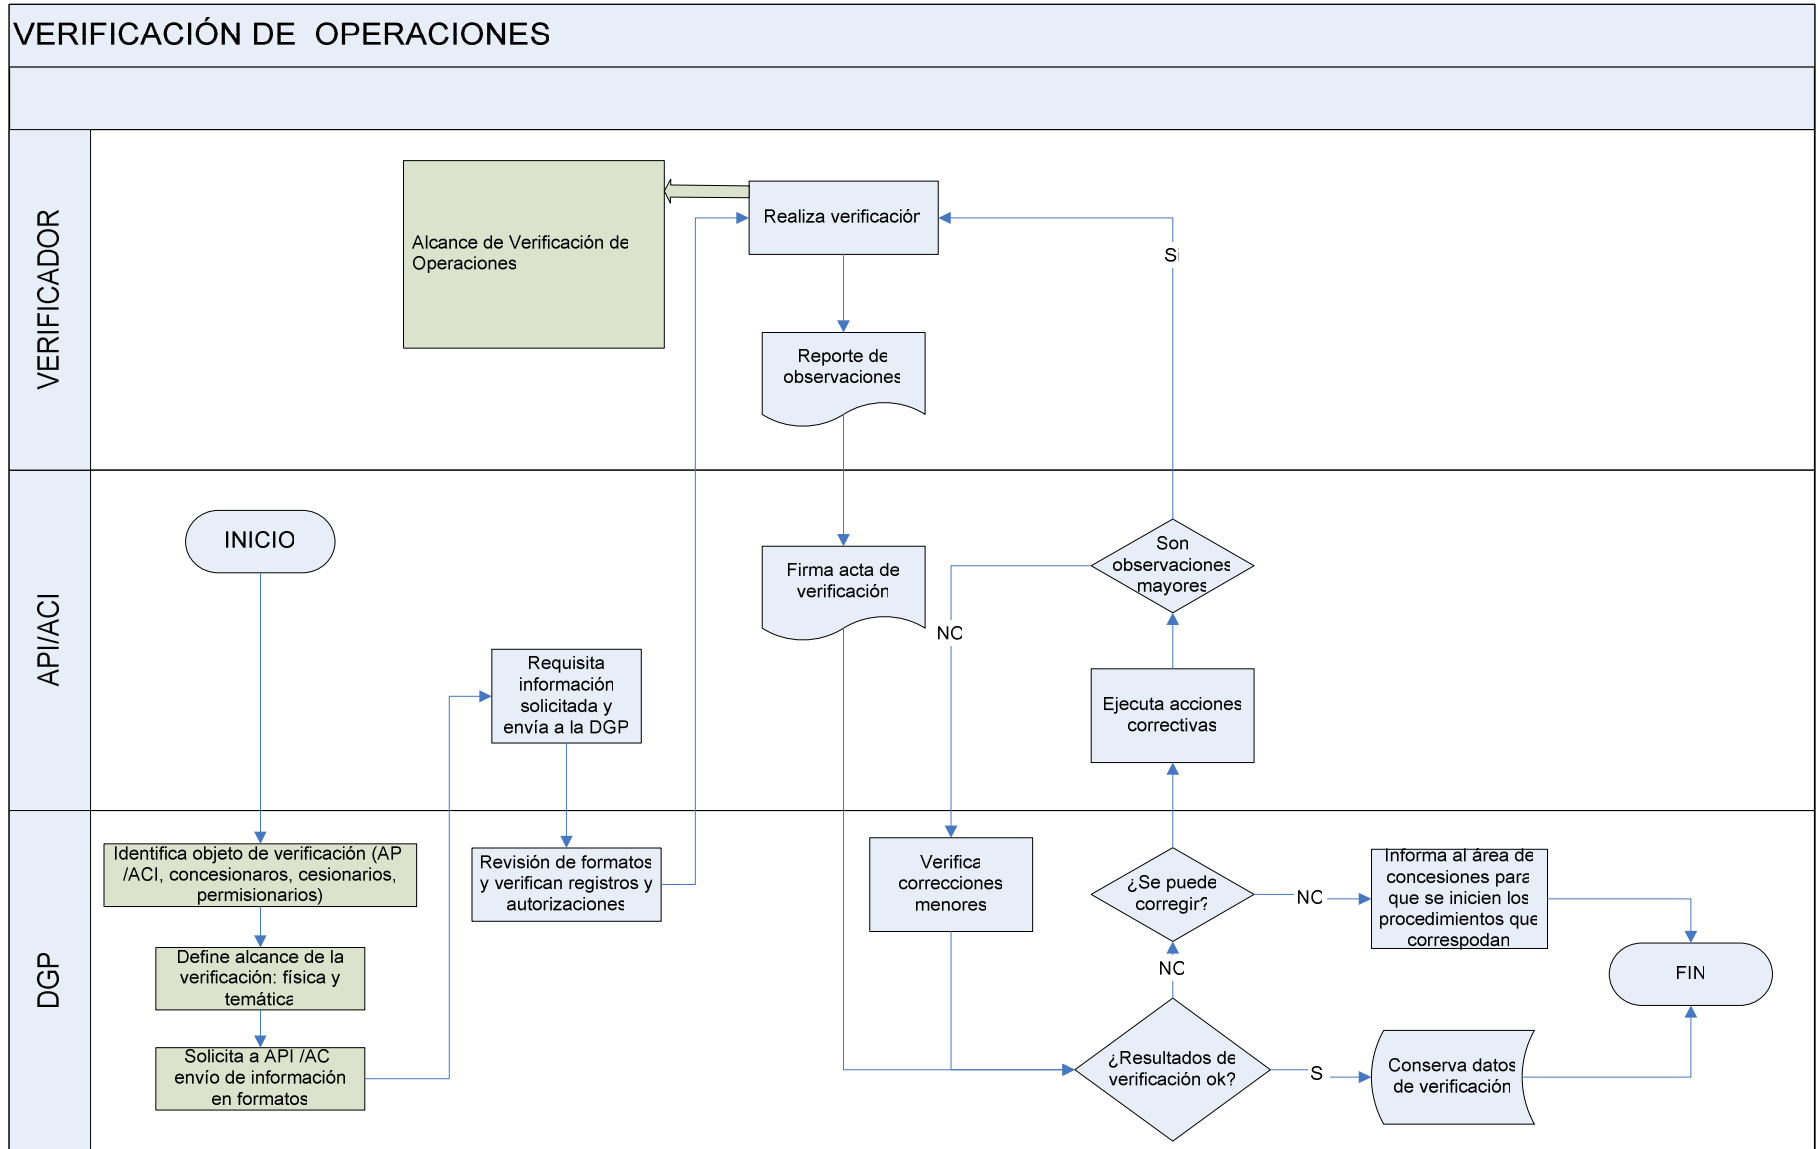 VERIFICACIÓN DE OPERACIONES
VERIFICADOR
Alcance de Verificación de
Operaciones
Realiza verificación
Sí
Reporte de
observaciones
API/ACI
INICIO
Firma acta de
verificación
Son
observaciones
mayores
NO
Requisita
información
solicitada y
envía a la DGP
Ejecuta acciones
correctivas
DGP
Identifica objeto de verificación (AP
/ACI, concesionaros, cesionarios,
permisionarios)
Define alcance de la
verificación: física y
temática
Solicita a API /AC
envío de información
en formatos
Revisión de formatos
y verifican registros y
autorizaciones
Verifica
correcciones
menores
¿Se puede
corregir?
NO
Informa al área de
concesiones para
que se inicien los
procedimientos que
correspodan
NO
¿Resultados de
verificación ok?
S
Conserva datos
de verificación
FIN